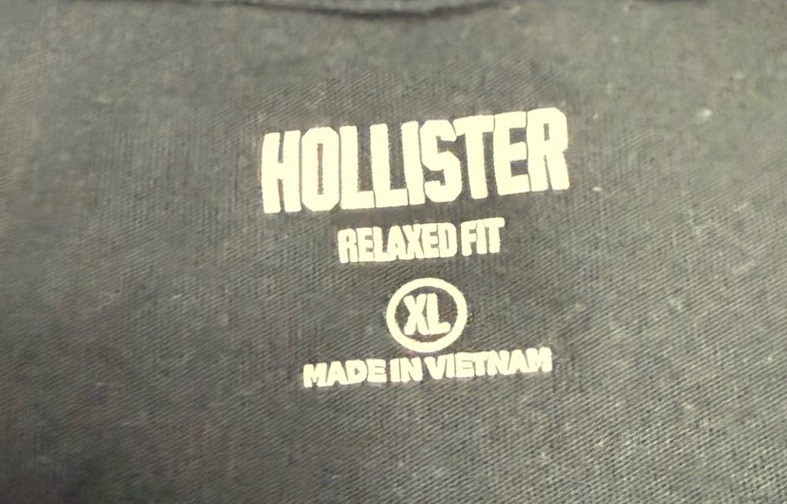 HOLLISTER
RELAXED FIT
XL
MADE IN VIETNAM